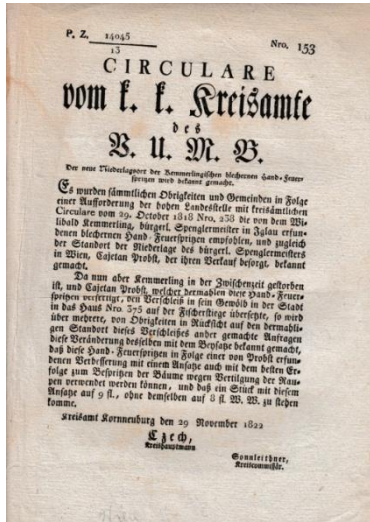 P. Z. 14045
13
Nro. 153
CIRCULARE
vom k. k. Kreisamte
des
V. U. M. B.
Der neue Niederlagsort der Kemmerlingischen blechernen Hand-Feuer-
spritzen wird bekannt gemacht.
Es wurden sämmtlichen Obrigkeiten und Gemeinden in Folge
einer Aufforderung der hohen Landesstelle mit kreisämtlichen
Circulare vom 29. October 1818 Nro. 238 die von dem Wi-
libald Kemmerling, bürgerl. Spenglermeister in Iglau erfun-
denen blechernen Hand-Feuerspritzen empfohlen, und zugleich
der Standort der Niederlage des bürgerl. Spenglermeisters
in Wien, Cajetan Probst, der ihren Verkauf besorgt, bekannt
gemacht.
Da nun aber Kemmerling in der Zwischenzeit gestorben
ist, und Cajetan Probst, welcher dermahlen diese Hand-Feuer-
spritzen verfertigt, den Verschleiß in sein Gewölb in der Stadt
in das Haus Nro. 375 auf der Fischerstiege übersetzte, so wird
über mehrere, von Obrigkeiten in Rücksicht auf den dermahli-
gen Standort dieses Verschleißes anher gemachte Anfragen
diese Veränderung desselben mit dem Beysatze bekannt gemacht,
daß diese Hand-Feuerspritzen in Folge einer von Probst erfun-
denen Verbesserung mit einem Ansatze auch mit dem besten Er-
folge zum Bespritzen der Bäume wegen Vertilgung der Rau-
pen verwendet werden können, und daß ein Stück mit diesem
Ansatze auf 9 fl., ohne demselben auf 8 fl. W. W. zu stehen
komme.
Kreisamt Kornneuburg den 29 November 1822
Czech,
Kreishauptmann
Sonnleithner,
Kreiscommissär.